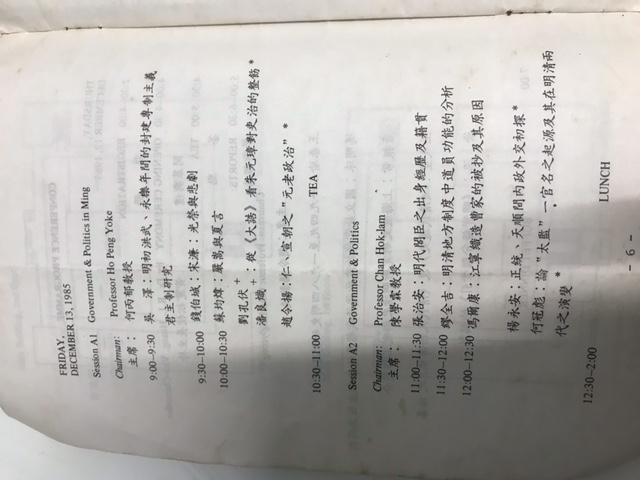 FRIDAY,
DECEMBER 13, 1985
Session A1 Government & Politics in Ming
Chairman: Professor Ho Peng Yoke
主席： 何丙郁教授
9:00–9:30 吳 澤：明初洪武、永樂年間的封建專制主義
君主制研究
9:30–10:00 錢伯城：宋濂：光榮與悲劇
10:00–10:30 蘇均煒：嚴嵩與夏言
劉孔伏+
潘良熾+：從《大誥》看朱元璋對吏治的整飭*
趙令揚：仁、宣朝之"元老政治"*
10:30–11:00 TEA
Session A2 Government & Politics
Chairman: Professor Chan Hok-lam
主席： 陳學霖教授
11:00–11:30 張治安：明代閣臣之出身經歷及籍貫
11:30–12:00 繆全吉：明清地方制度中道員功能的分析
12:00–12:30 馮爾康：江寧織造曹家的被抄及其原因
楊永安：正統、天順間內政外交初探*
何冠彪：論"太監"一官名之起源及其在明清兩
代之演變*
12:30–2:00 LUNCH
– 6 –